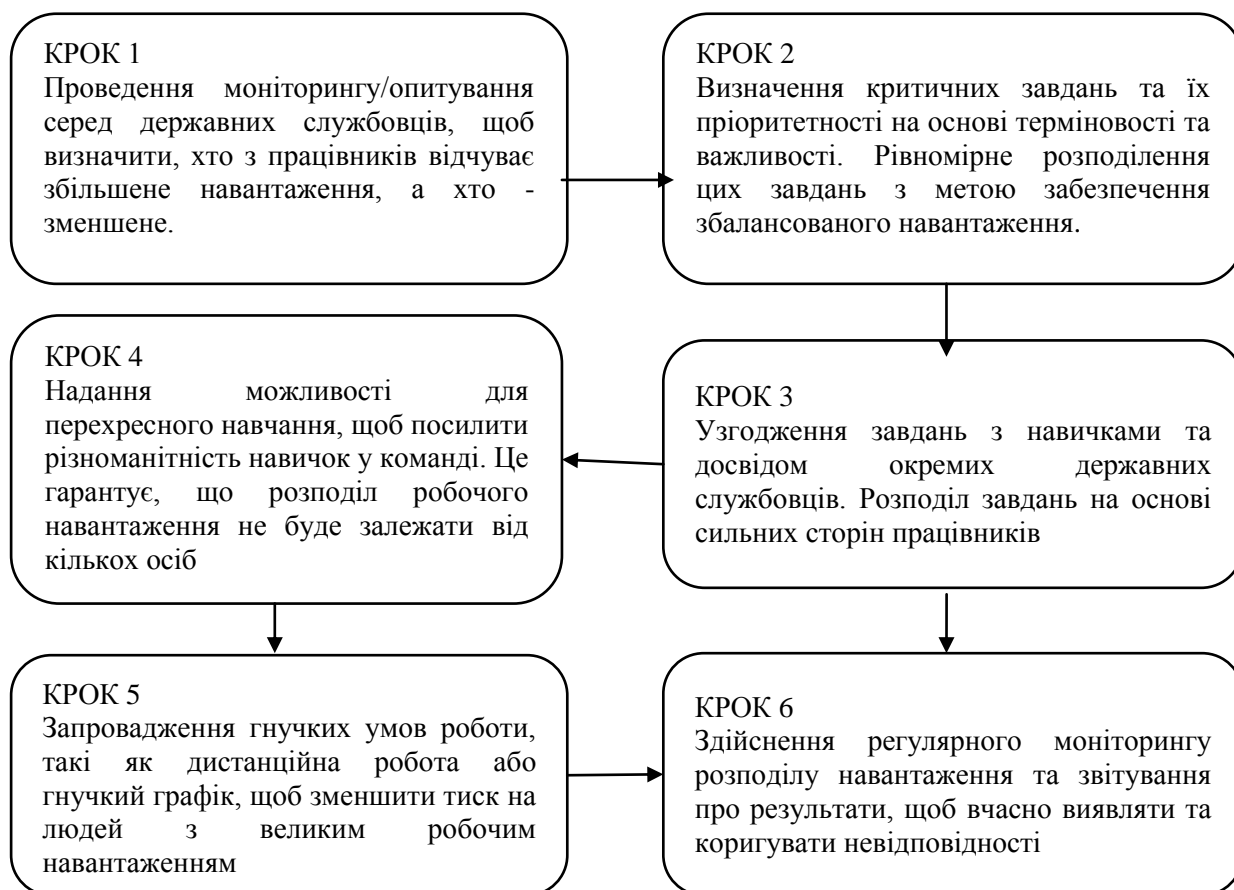 КРОК 1
Проведення моніторингу/опитування
серед державних службовців, щоб
визначити, хто з працівників відчуває
збільшене навантаження, а хто -
зменшене.
КРОК 2
Визначення критичних завдань та їх
пріоритетності на основі терміновості та
важливості. Рівномірне розподілення
цих завдань з метою забезпечення
збалансованого навантаження.
КРОК 3
Узгодження завдань з навичками та
досвідом окремих державних
службовців. Розподіл завдань на основі
сильних сторін працівників
КРОК 4
Надання можливості для
перехресного навчання, щоб посилити
різноманітність навичок у команді. Це
гарантує, що розподіл робочого
навантаження не буде залежати від
кількох осіб
КРОК 5
Запровадження гнучких умов роботи,
такі як дистанційна робота або
гнучкий графік, щоб зменшити тиск на
людей з великим робочим
навантаженням
КРОК 6
Здійснення регулярного моніторингу
розподілу навантаження та звітування
про результати, щоб вчасно виявляти та
коригувати невідповідності